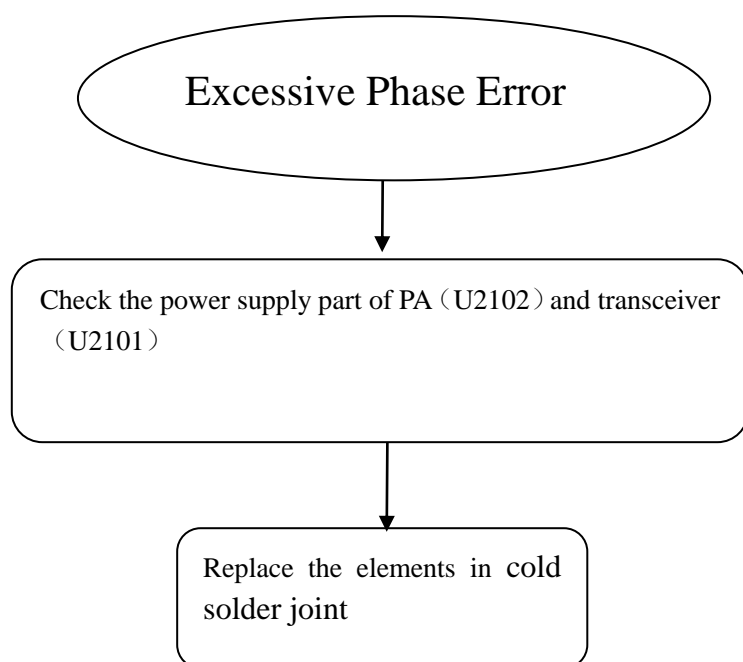 Excessive Phase Error
Check the power supply part of PA（U2102）and transceiver
（U2101）
Replace the elements in cold
solder joint